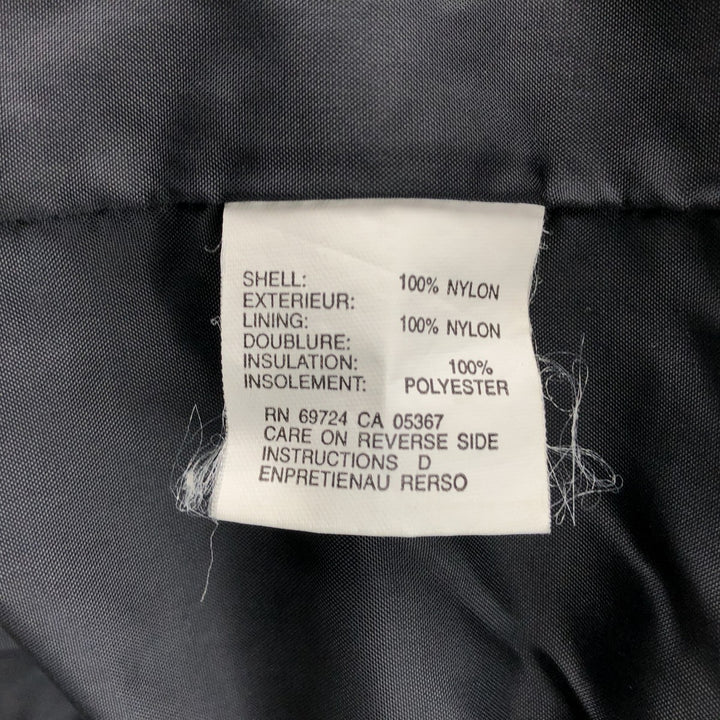 SHELL: 100% NYLON
EXTERIEUR:
LINING: 100% NYLON
DOUBLURE:
INSULATION: 100%
INSOLEMENT: POLYESTER
RN 69724 CA 05367
CARE ON REVERSE SIDE
INSTRUCTIONS D
ENPRETIENAU RERSO